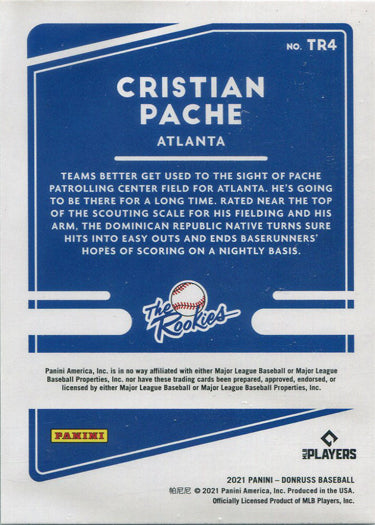 NO. TR4
CRISTIAN
PACHE
ATLANTA
TEAMS BETTER GET USED TO THE SIGHT OF PACHE
PATROLLING CENTER FIELD FOR ATLANTA. HE'S GOING
TO BE THERE FOR A LONG TIME. RATED NEAR THE TOP
OF THE SCOUTING SCALE FOR HIS FIELDING AND HIS
ARM, THE DOMINICAN REPUBLIC NATIVE TURNS SURE
HITS INTO EASY OUTS AND ENDS BASERUNNERS'
HOPES OF SCORING ON A NIGHTLY BASIS.
The
Rookies
Panini America, Inc. is in no way affiliated with either Major League Baseball or Major League
Baseball Properties, Inc. nor have these trading cards been prepared, approved, endorsed, or
licensed by either Major League Baseball or Major League Baseball Properties, Inc.
PANINI
MLB PLAYERS
2021 PANINI – DONRUSS BASEBALL
帕尼尼 © 2021 Panini America, Inc. Produced in the USA.
Officially Licensed Product of MLB Players, Inc.